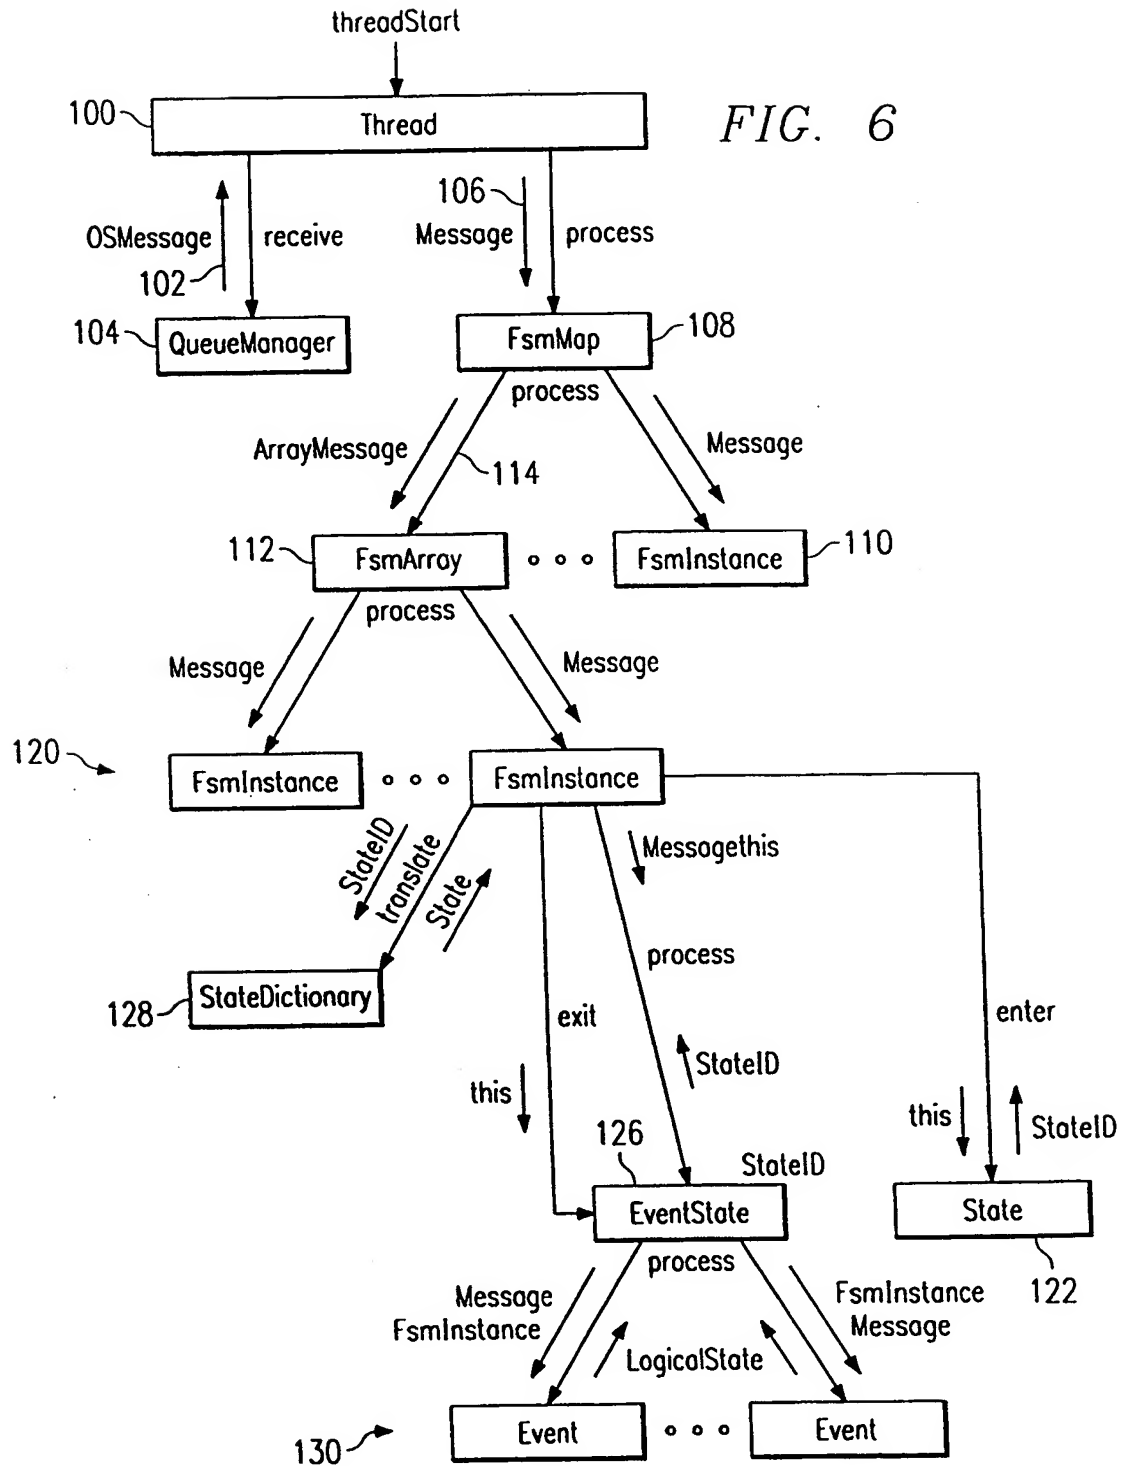 threadStart
100
Thread
FIG. 6
106
OSMessage
receive
Message
process
102
104
QueueManager
FsmMap
108
process
ArrayMessage
114
Message
112
FsmArray
FsmInstance
110
process
Message
Message
120
FsmInstance
FsmInstance
StateID
translate
State
Messagethis
process
128
StateDictionary
exit
enter
this
StateID
this
StateID
126
StateID
EventState
State
process
122
Message
FsmInstance
FsmInstance
Message
LogicalState
130
Event
Event